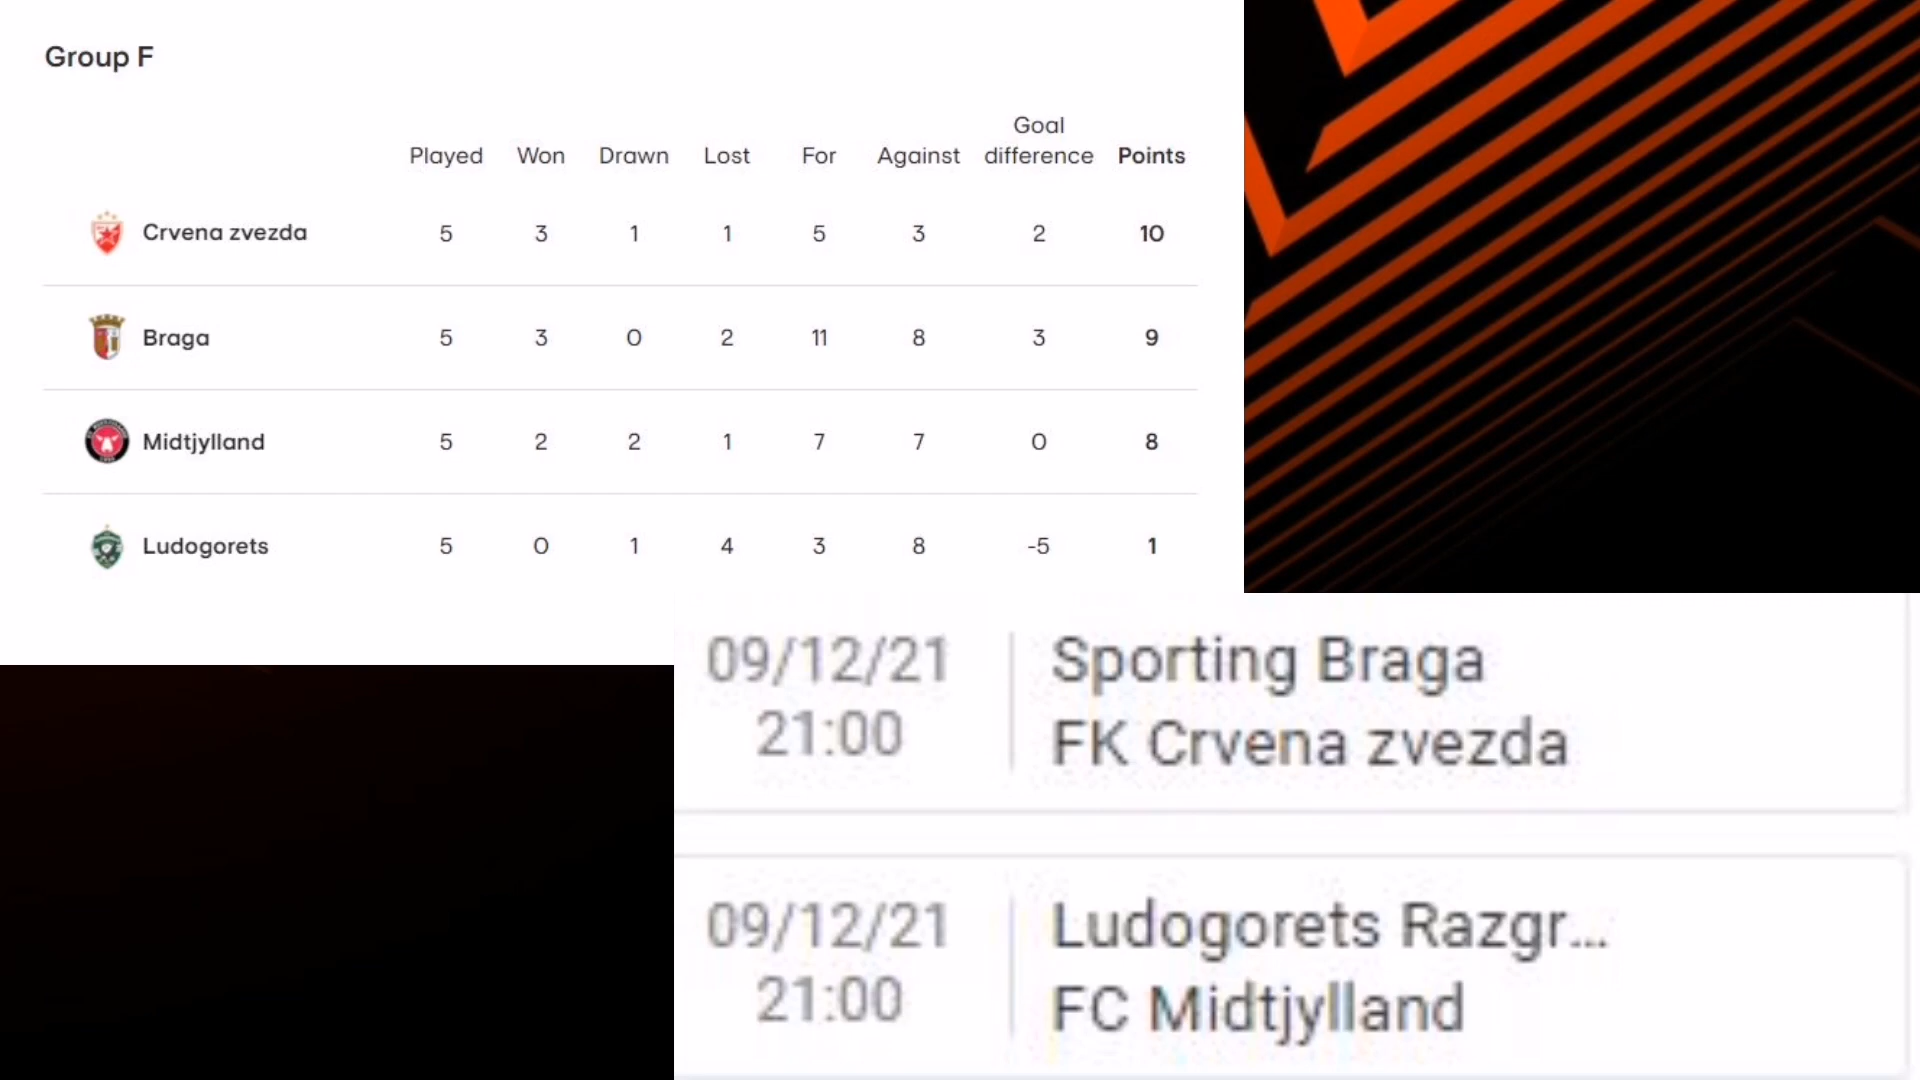 Group F
Played Won Drawn Lost For Against Goal difference Points
Crvena zvezda 5 3 1 1 5 3 2 10
Braga 5 3 0 2 11 8 3 9
Midtjylland 5 2 2 1 7 7 0 8
Ludogorets 5 0 1 4 3 8 -5 1
09/12/21 Sporting Braga
21:00 FK Crvena zvezda
09/12/21 Ludogorets Razgr...
21:00 FC Midtjylland